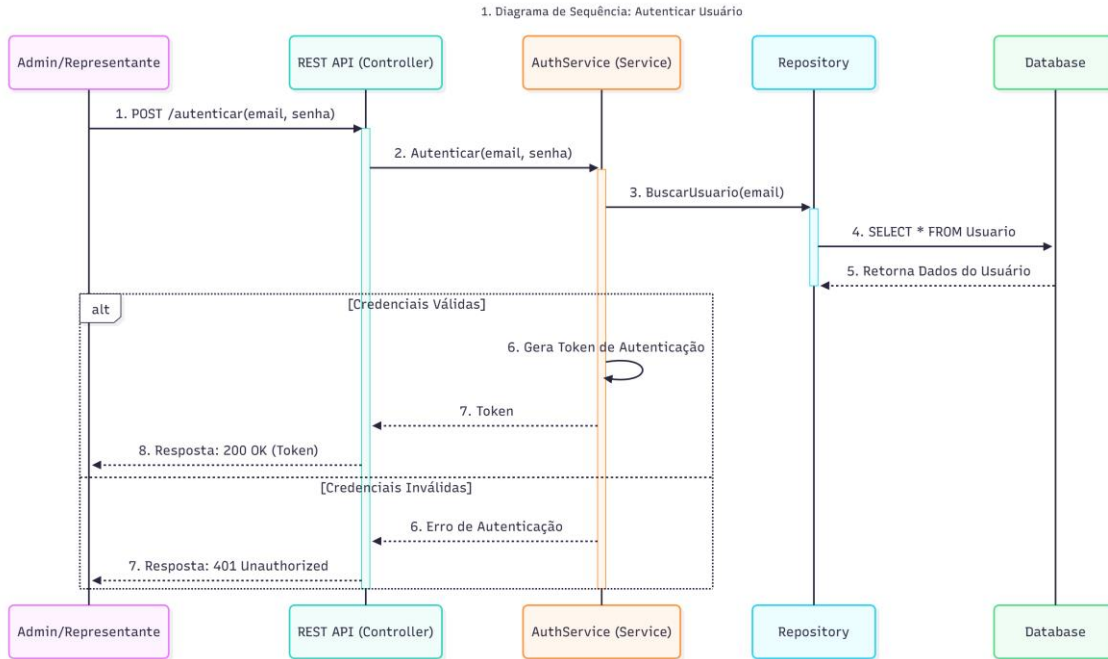 1. Diagrama de Sequência: Autenticar Usuário
Admin/Representante
REST API (Controller)
AuthService (Service)
Repository
Database
1. POST /autenticar(email, senha)
2. Autenticar(email, senha)
3. BuscarUsuario(email)
4. SELECT * FROM Usuario
5. Retorna Dados do Usuário
alt
[Credenciais Válidas]
6. Gera Token de Autenticação
7. Token
8. Resposta: 200 OK (Token)
[Credenciais Inválidas]
6. Erro de Autenticação
7. Resposta: 401 Unauthorized
Admin/Representante
REST API (Controller)
AuthService (Service)
Repository
Database